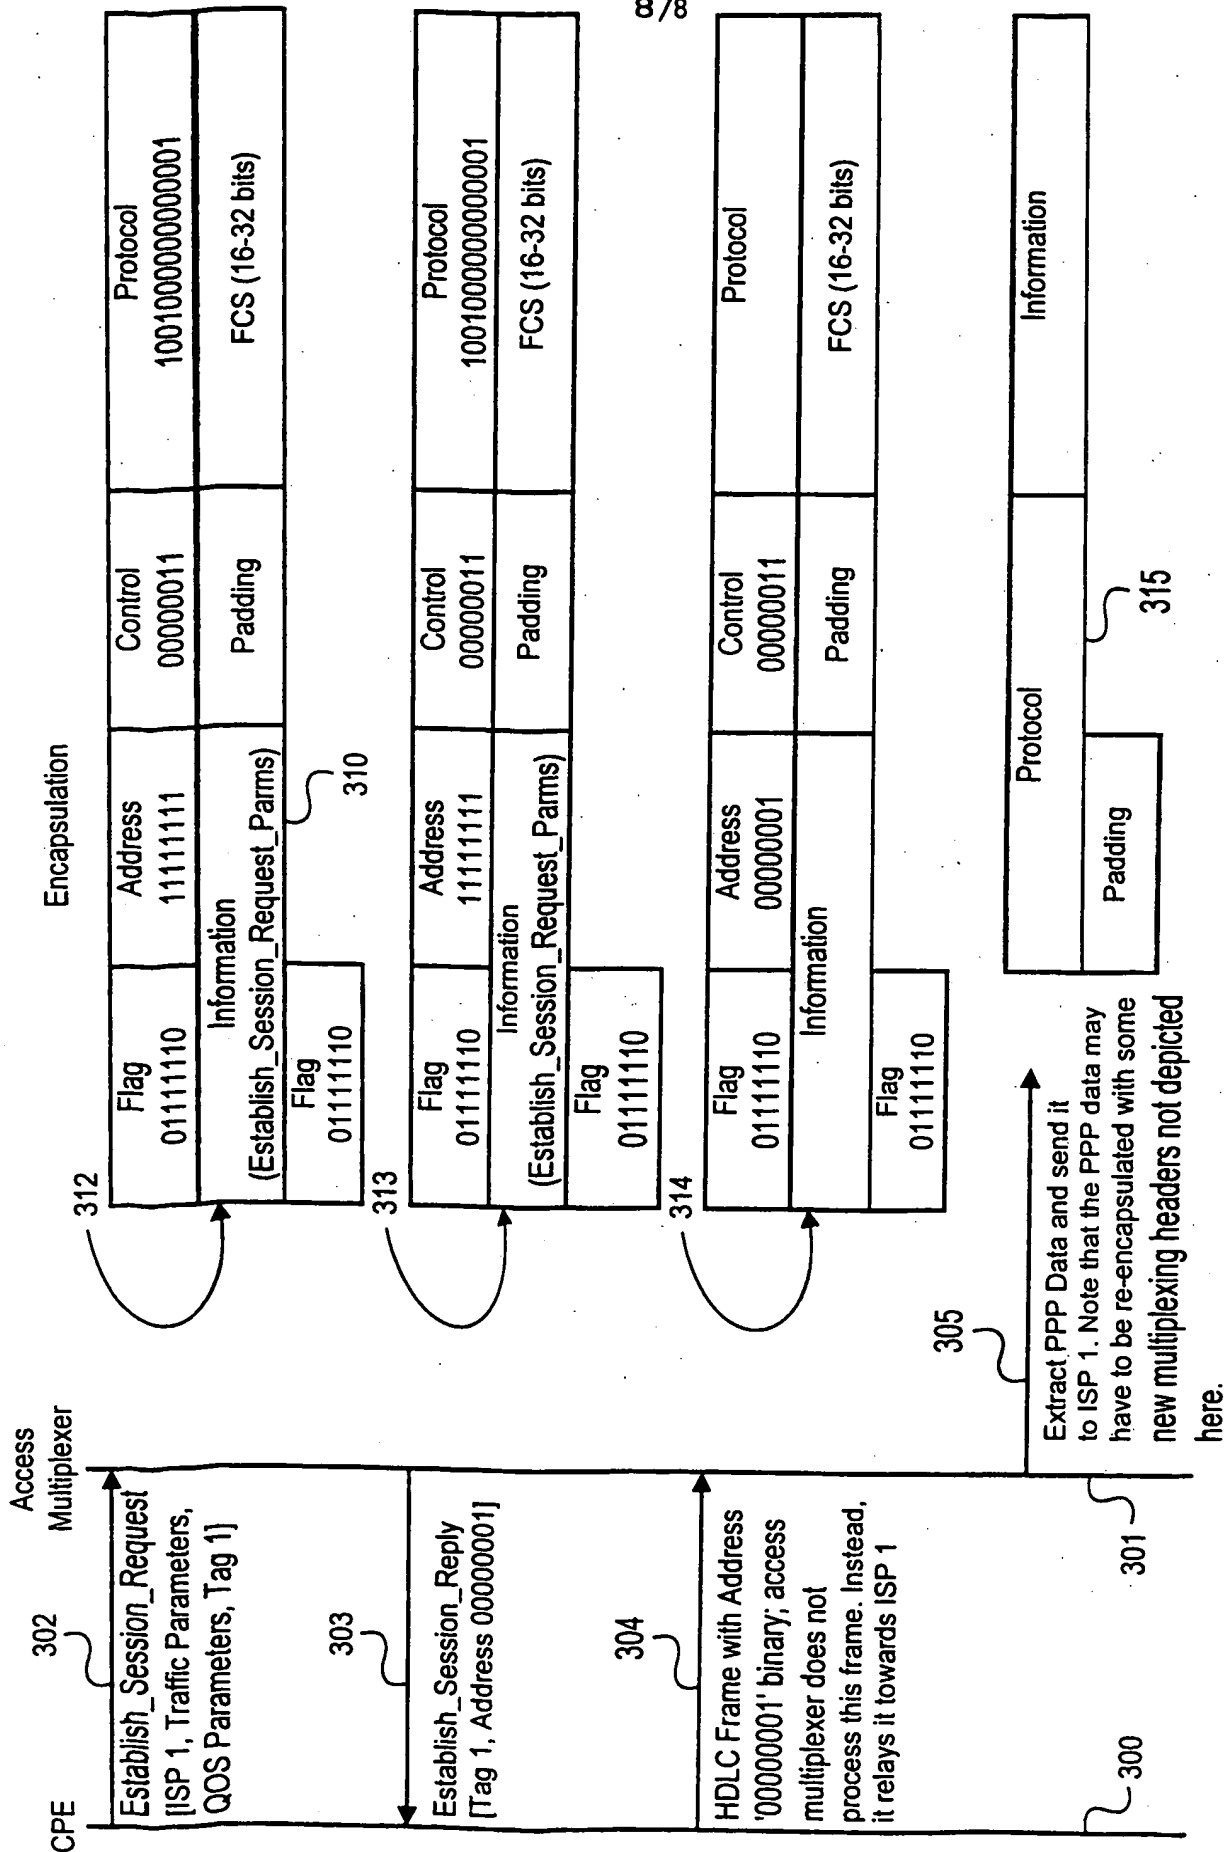 8/8
CPE
Access
Multiplexer
Encapsulation
302
Establish_Session_Request
[ISP 1, Traffic Parameters,
QOS Parameters, Tag 1]
312
Flag
01111110
Address
11111111
Control
00000011
Protocol
1001000000000001
Information
(Establish_Session_Request_Parms)
Padding
FCS (16-32 bits)
Flag
01111110
310
303
Establish_Session_Reply
[Tag 1, Address 0000001]
313
Flag
01111110
Address
11111111
Control
00000011
Protocol
1001000000000001
Information
(Establish_Session_Request_Parms)
Padding
FCS (16-32 bits)
Flag
01111110
304
HDLC Frame with Address
'0000001' binary; access
multiplexer does not
process this frame. Instead,
it relays it towards ISP 1
314
Flag
01111110
Address
0000001
Control
00000011
Protocol
Information
Padding
FCS (16-32 bits)
Flag
01111110
305
Extract PPP Data and send it
to ISP 1. Note that the PPP data may
have to be re-encapsulated with some
new multiplexing headers not depicted
here.
Protocol
Information
Padding
315
300
301